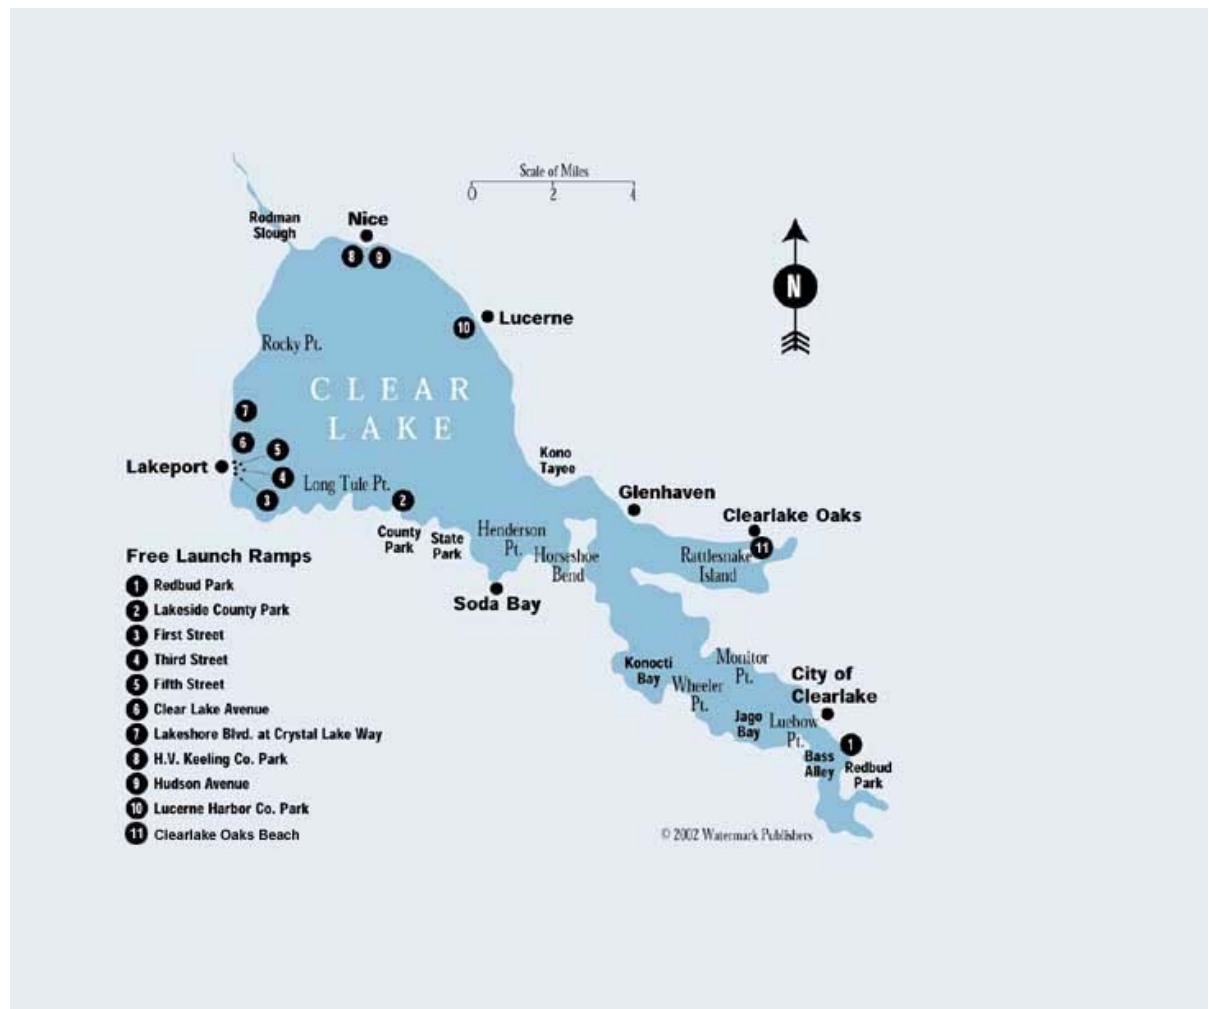 Scale of Miles
0 2 4
Rodman
Slough
Nice
8 9
N
10 Lucerne
Rocky Pt.
CLEAR
LAKE
7
6
5
Lakeport
4
3
Long Tule Pt.
2
Kono
Tayee
Glenhaven
Clearlake Oaks
11
County
Park
State
Park
Henderson
Pt.
Horseshoe
Bend
Rattlesnake
Island
Soda Bay
Free Launch Ramps
1 Redbud Park
2 Lakeside County Park
3 First Street
4 Third Street
5 Fifth Street
6 Clear Lake Avenue
7 Lakeshore Blvd. at Crystal Lake Way
8 H.V. Keeling Co. Park
9 Hudson Avenue
10 Lucerne Harbor Co. Park
11 Clearlake Oaks Beach
Konocti
Bay
Wheeler
Pt.
Monitor
Pt.
City of
Clearlake
Jago
Bay
Luebow
Pt.
1
Bass
Alley
Redbud
Park
© 2002 Watermark Publishers